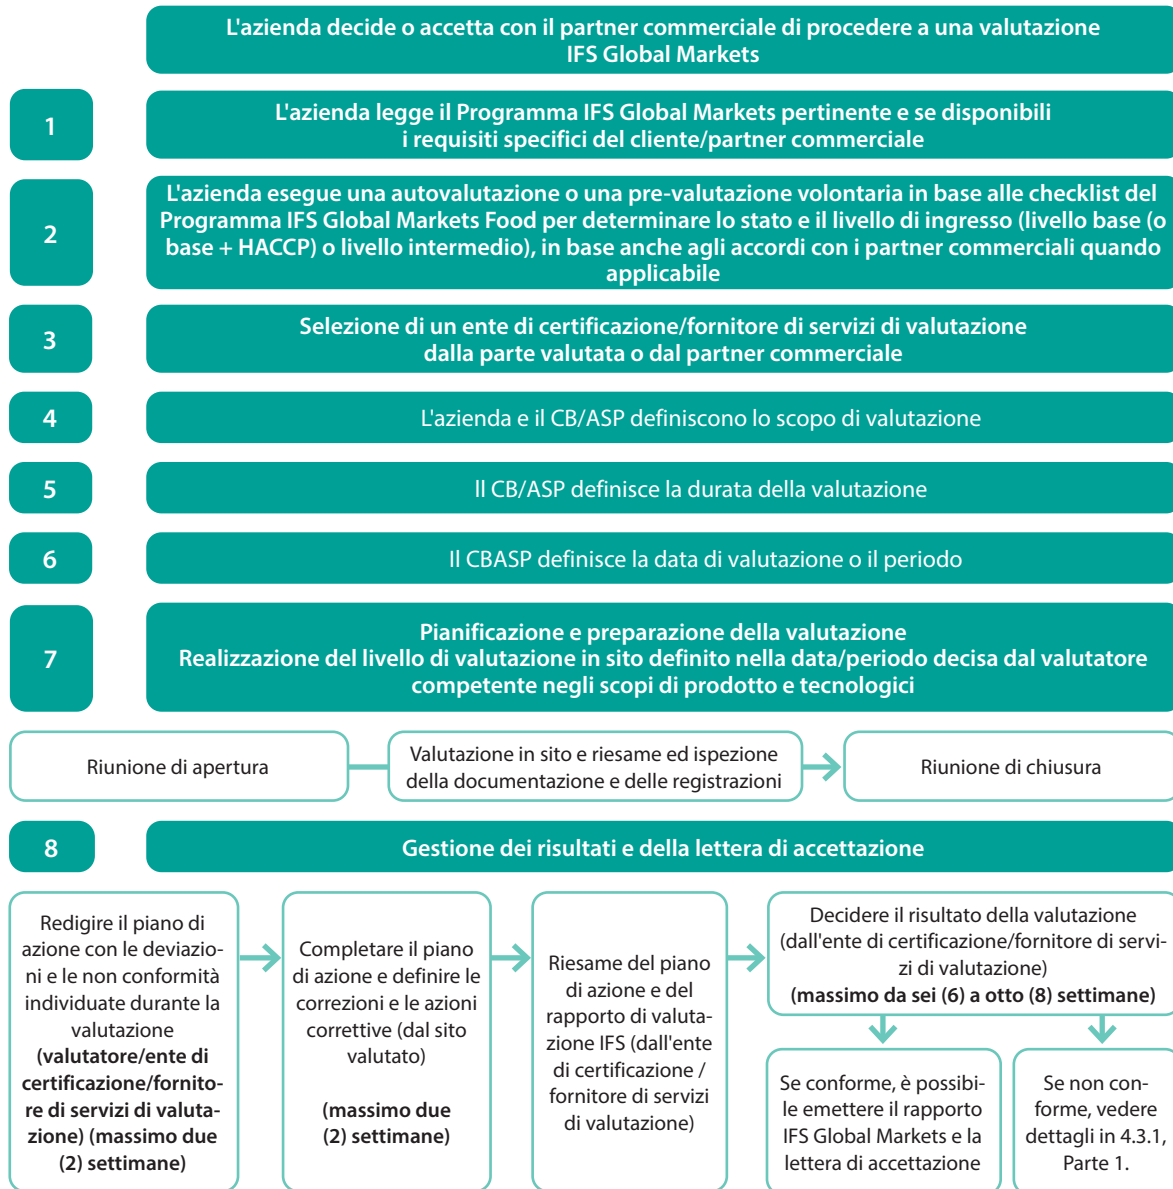 L'azienda decide o accetta con il partner commerciale di procedere a una valutazione
IFS Global Markets
1
L'azienda legge il Programma IFS Global Markets pertinente e se disponibili
i requisiti specifici del cliente/partner commerciale
2
L'azienda esegue una autovalutazione o una pre-valutazione volontaria in base alle checklist del
Programma IFS Global Markets Food per determinare lo stato e il livello di ingresso (livello base (o
base + HACCP) o livello intermedio), in base anche agli accordi con i partner commerciali quando
applicabile
3
Selezione di un ente di certificazione/fornitore di servizi di valutazione
dalla parte valutata o dal partner commerciale
4
L'azienda e il CB/ASP definiscono lo scopo di valutazione
5
Il CB/ASP definisce la durata della valutazione
6
Il CBASP definisce la data di valutazione o il periodo
7
Pianificazione e preparazione della valutazione
Realizzazione del livello di valutazione in sito definito nella data/periodo decisa dal valutatore
competente negli scopi di prodotto e tecnologici
Riunione di apertura
Valutazione in sito e riesame ed ispezione
della documentazione e delle registrazioni
Riunione di chiusura
8
Gestione dei risultati e della lettera di accettazione
Redigire il piano di
azione con le deviazio-
ni e le non conformità
individuate durante la
valutazione
(valutatore/ente di
certificazione/fornito-
re di servizi di valuta-
zione) (massimo due
(2) settimane)
Completare il piano
di azione e definire le
correzioni e le azioni
correttive (dal sito
valutato)
(massimo due
(2) settimane)
Riesame del piano
di azione e del
rapporto di valuta-
zione IFS (dall'ente
di certificazione /
fornitore di servizi
di valutazione)
Decidere il risultato della valutazione
(dall'ente di certificazione/fornitore di servi-
zi di valutazione)
(massimo da sei (6) a otto (8) settimane)
Se conforme, è possibi-
le emettere il rapporto
IFS Global Markets e la
lettera di accettazione
Se non con-
forme, vedere
dettagli in 4.3.1,
Parte 1.